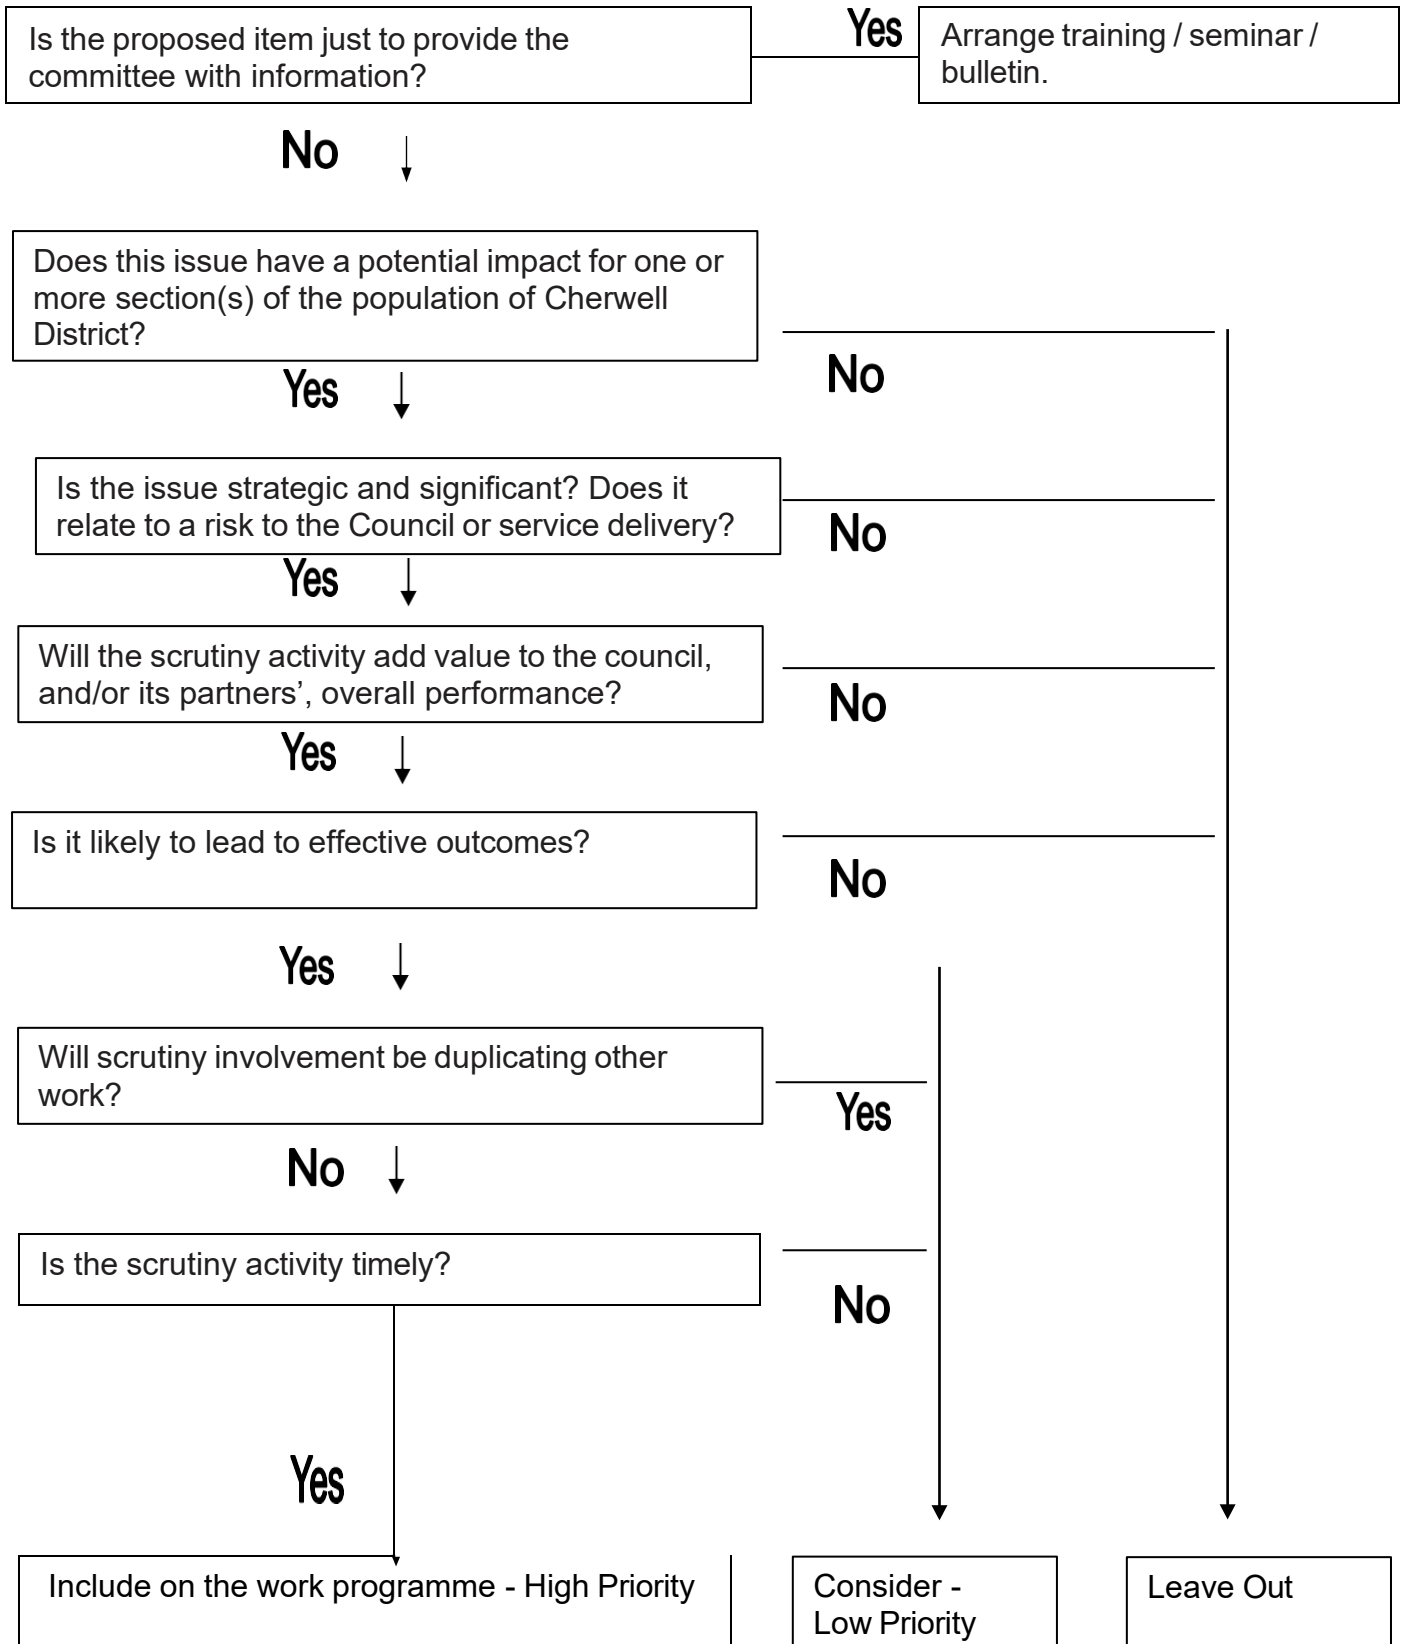 Is the proposed item just to provide the
committee with information?
Yes
Arrange training / seminar /
bulletin.
No
Does this issue have a potential impact for one or
more section(s) of the population of Cherwell
District?
No
Yes
Is the issue strategic and significant? Does it
relate to a risk to the Council or service delivery?
No
Yes
Will the scrutiny activity add value to the council,
and/or its partners’, overall performance?
No
Yes
Is it likely to lead to effective outcomes?
No
Yes
Will scrutiny involvement be duplicating other
work?
Yes
No
Is the scrutiny activity timely?
No
Yes
Include on the work programme - High Priority
Consider -
Low Priority
Leave Out